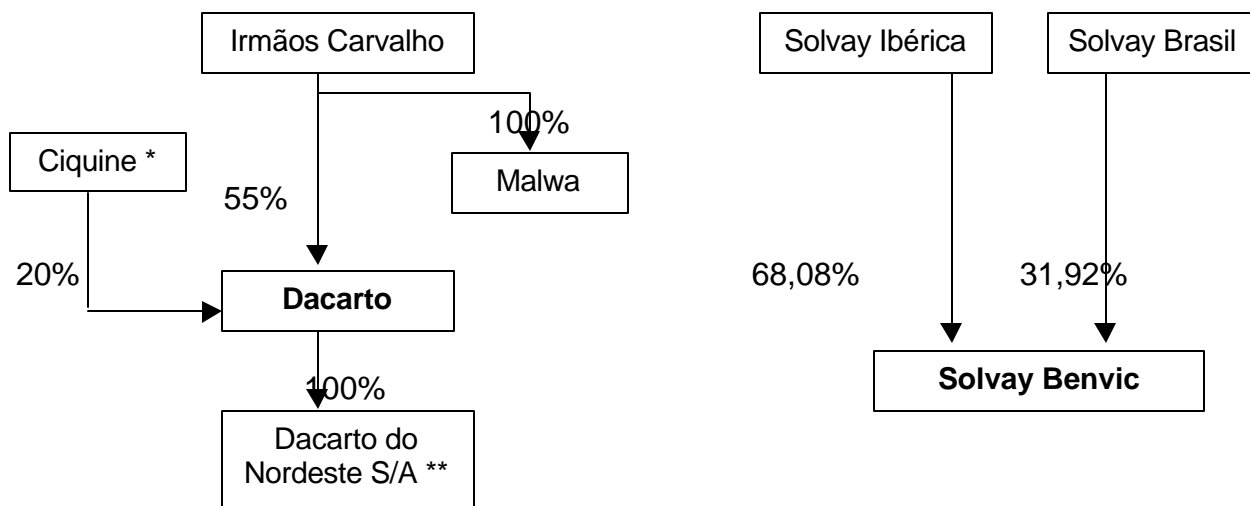 Irmãos Carvalho
Solvay Ibérica
Solvay Brasil
100%
Ciquine *
Malwa
55%
20%
68,08%
31,92%
Dacarto
Solvay Benvic
100%
Dacarto do
Nordeste S/A **